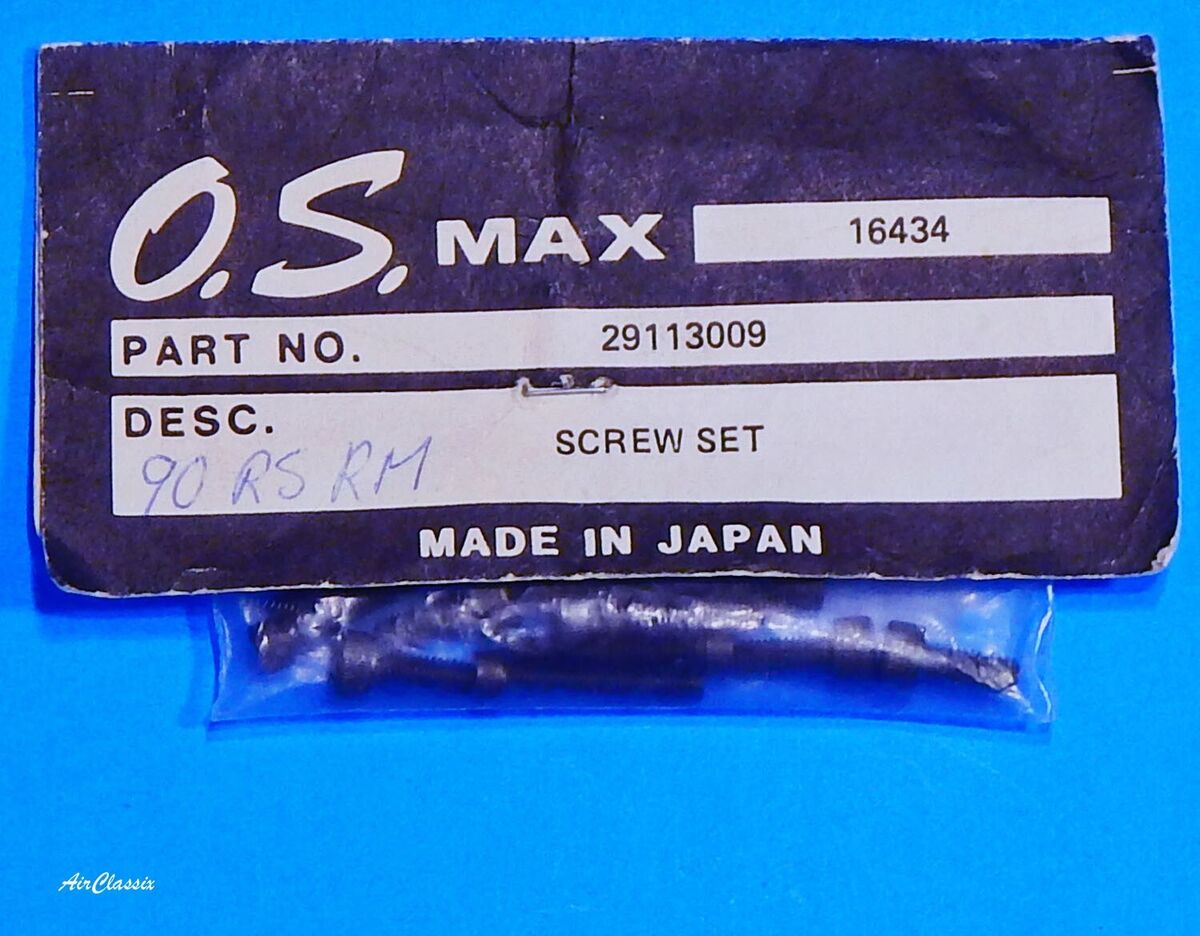 O.S. MAX 16434
PART NO. 29113009
DESC. SCREW SET
90 RS RM
MADE IN JAPAN
AirClassix